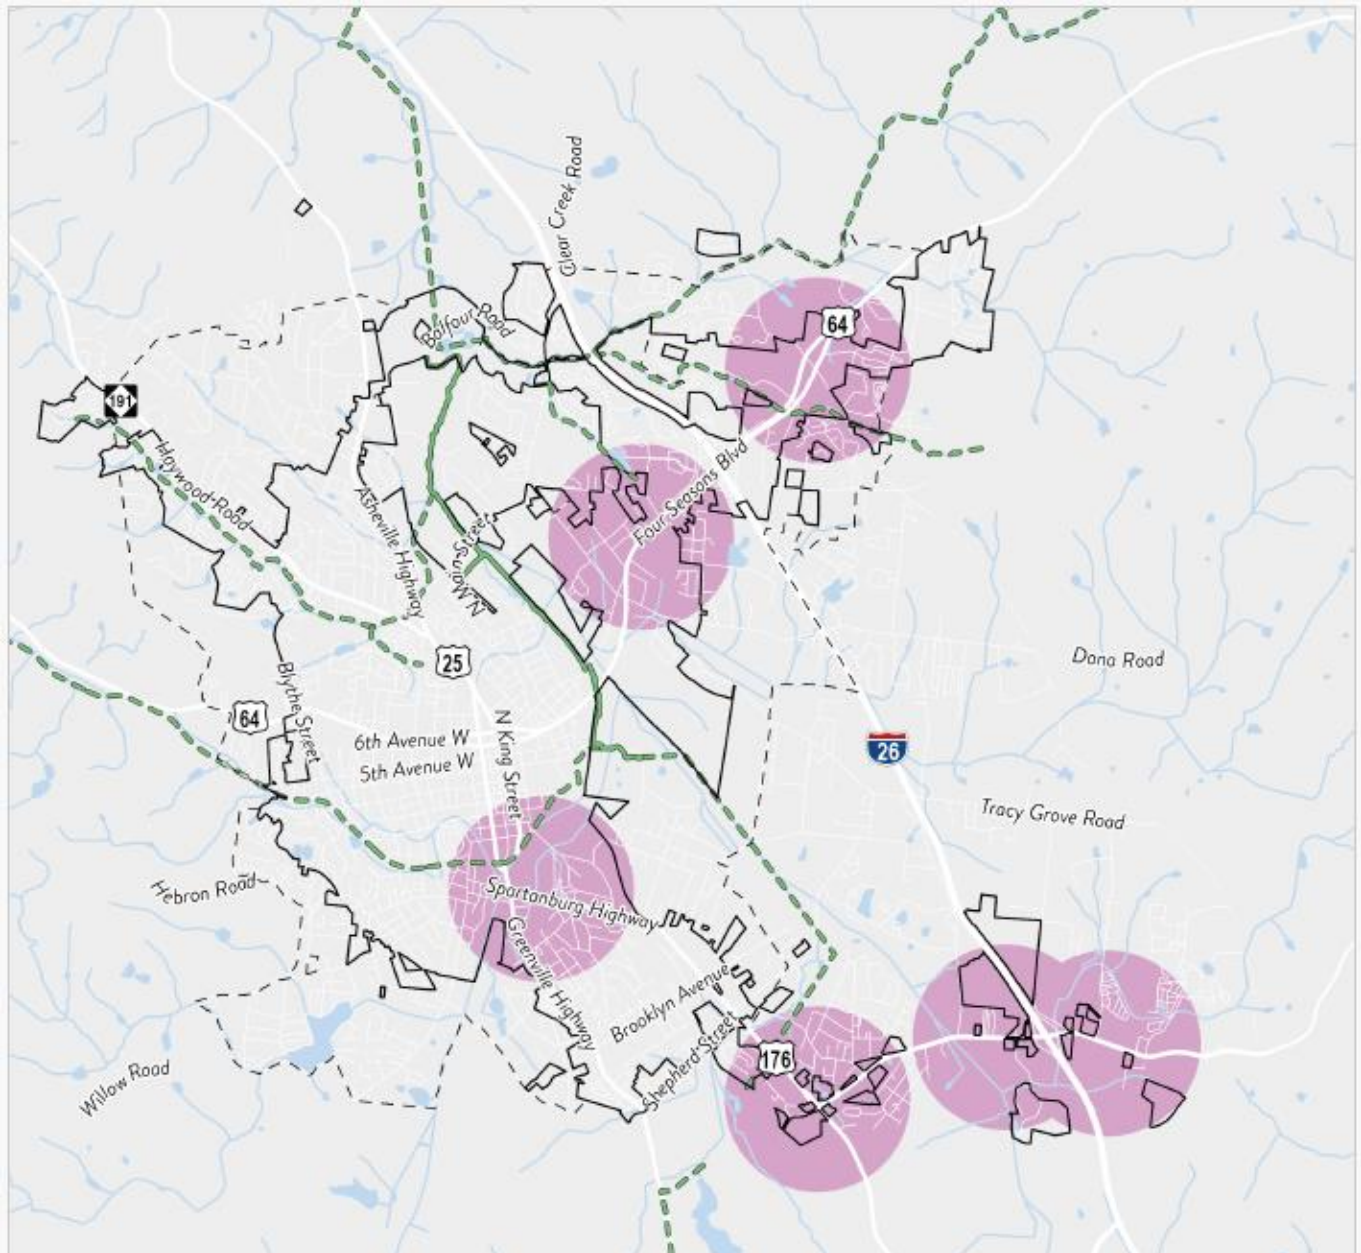 Clear Creek Road
Balfour Road
64
191
Haywood Road
Four Seasons Blvd
Asheville Highway
N Main Street
25
Dana Road
Blythe Street
64
6th Avenue W
5th Avenue W
N King Street
26
Tracy Grove Road
Hebron Road
Spartanburg Highway
Greenville Highway
Brooklyn Avenue
Shepherd Street
176
Willow Road